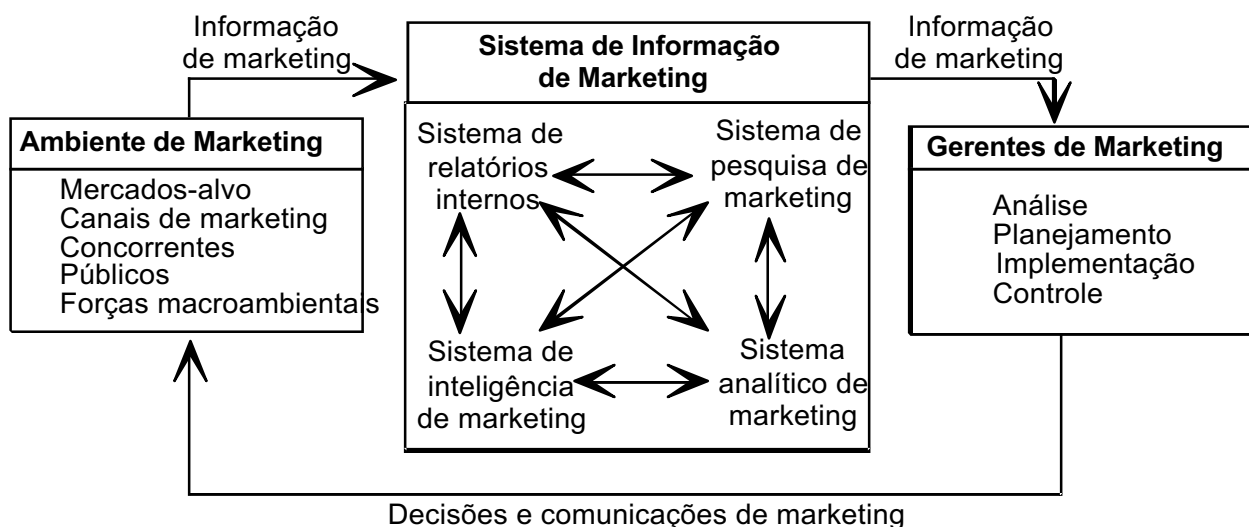 Informação
de marketing
Sistema de Informação
de Marketing
Informação
de marketing
Ambiente de Marketing
Mercados-alvo
Canais de marketing
Concorrentes
Públicos
Forças macroambientais
Sistema de
relatórios
internos
Sistema de
pesquisa de
marketing
Sistema de
inteligência
de marketing
Sistema
analítico de
marketing
Gerentes de Marketing
Análise
Planejamento
Implementação
Controle
Decisões e comunicações de marketing